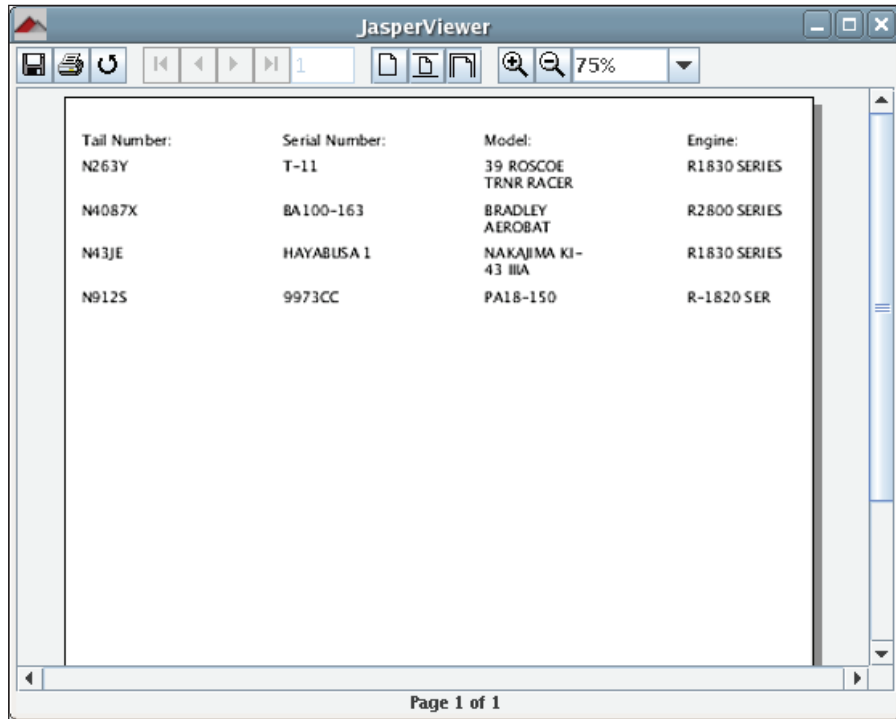 JasperViewer
1
75%
Tail Number: Serial Number: Model: Engine:
N263Y T-11 39 ROSCOE R1830 SERIES
TRNR RACER
N4087X BA100-163 BRADLEY R2800 SERIES
AEROBAT
N43JE HAYABUSA 1 NAKAJIMA KI- R1830 SERIES
43 IIIA
N912S 9973CC PA18-150 R-1820 SER
Page 1 of 1